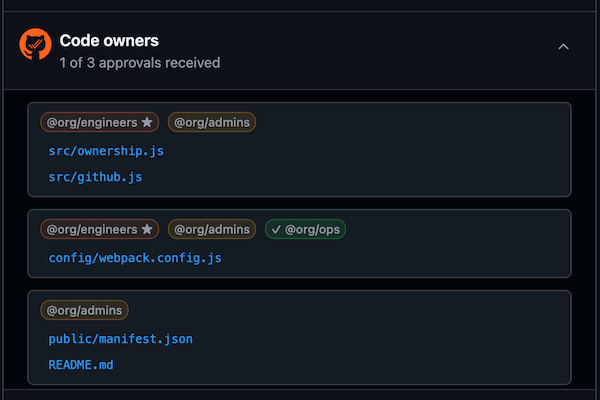 Code owners
1 of 3 approvals received
@org/engineers ★ @org/admins
src/ownership.js
src/github.js
@org/engineers ★ @org/admins ✓ @org/ops
config/webpack.config.js
@org/admins
public/manifest.json
README.md